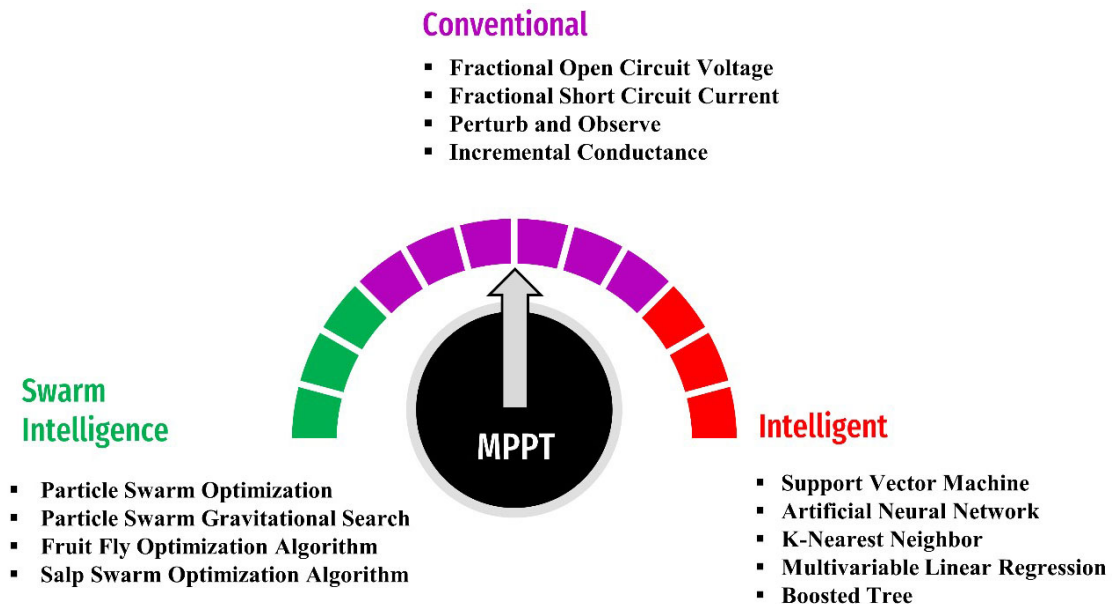 Conventional
▪ Fractional Open Circuit Voltage
▪ Fractional Short Circuit Current
▪ Perturb and Observe
▪ Incremental Conductance
MPPT
Swarm
Intelligence
▪ Particle Swarm Optimization
▪ Particle Swarm Gravitational Search
▪ Fruit Fly Optimization Algorithm
▪ Salp Swarm Optimization Algorithm
Intelligent
▪ Support Vector Machine
▪ Artificial Neural Network
▪ K-Nearest Neighbor
▪ Multivariable Linear Regression
▪ Boosted Tree